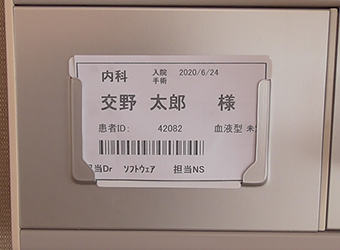 内科 入院 2020/6/24
手術
交野 太郎 様
患者ID: 42082 血液型 未
担当Dr ソフトウェア 担当NS